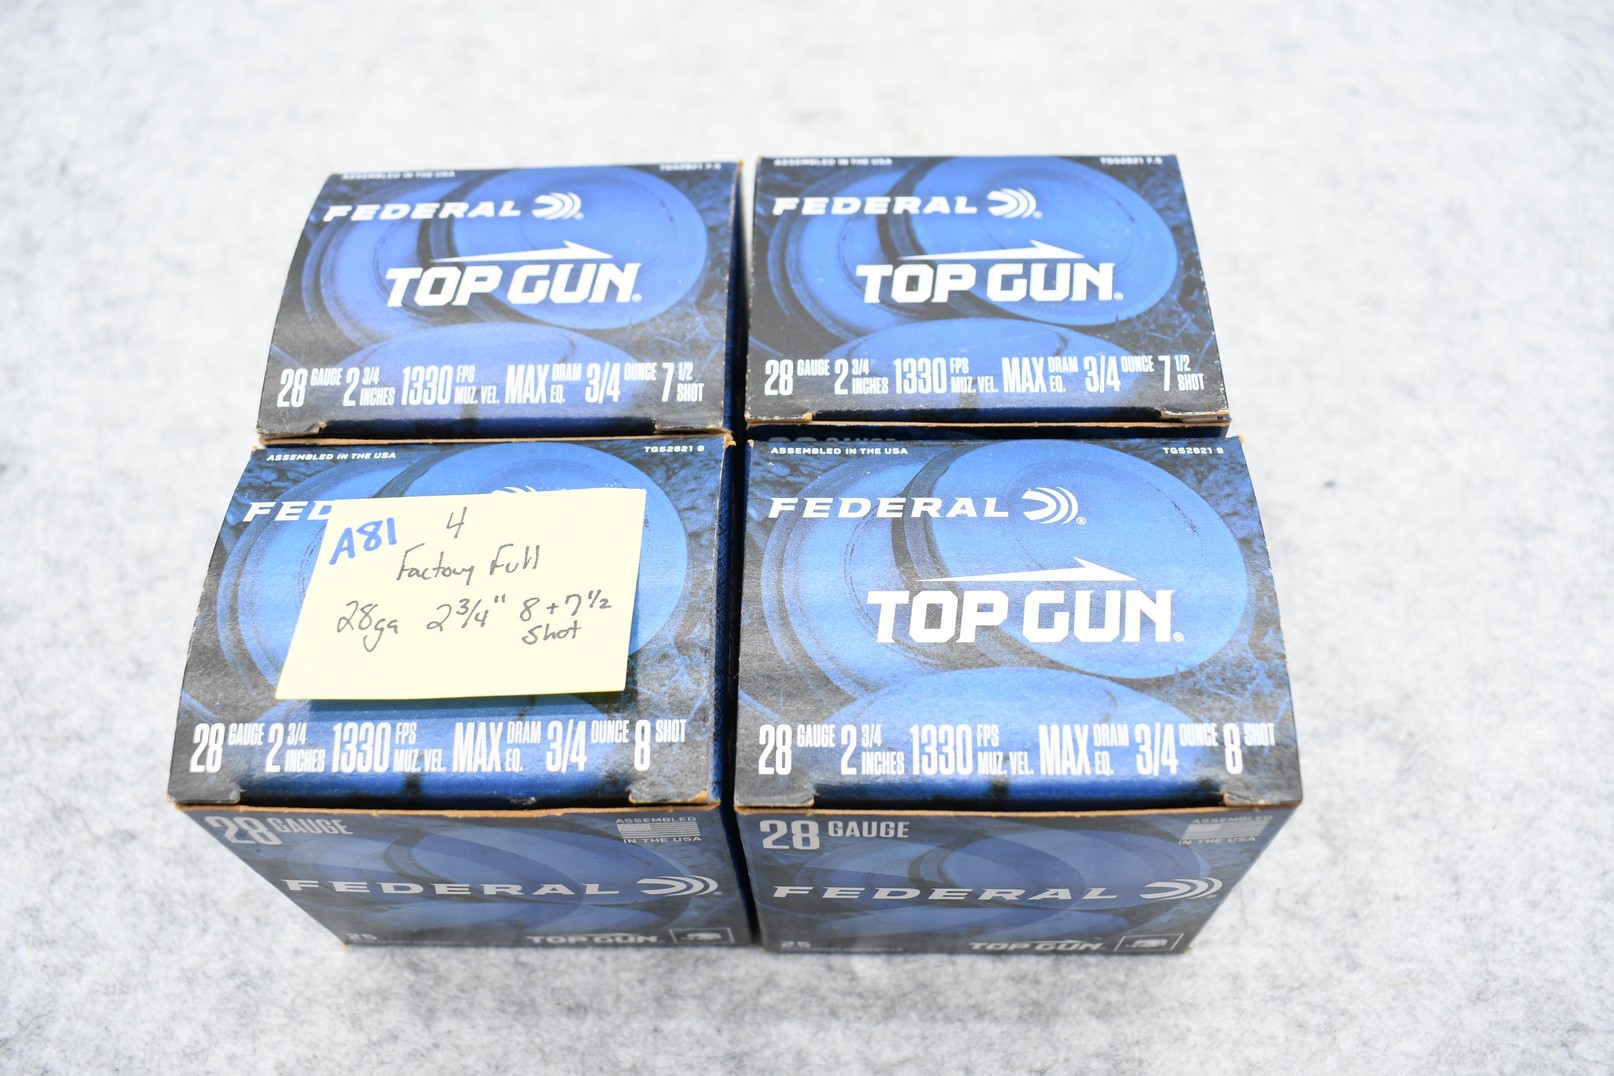 ASSEMBLED IN THE USA TGS2821 7.5
FEDERAL
TOP GUN
28 GAUGE 2 3/4 INCHES 1330 FPS MUZ. VEL. MAX DRAM EQ. 3/4 OUNCE 7 1/2 SHOT
ASSEMBLED IN THE USA TGS2821 7.5
FEDERAL
TOP GUN
28 GAUGE 2 3/4 INCHES 1330 FPS MUZ. VEL. MAX DRAM EQ. 3/4 OUNCE 7 1/2 SHOT
ASSEMBLED IN THE USA TGS2821 8
FED
A81 4
Factory Full
28ga 2 3/4" 8 + 7 1/2
Shot
28 GAUGE 2 3/4 INCHES 1330 FPS MUZ. VEL. MAX DRAM EQ. 3/4 OUNCE 8 SHOT
28 GAUGE
ASSEMBLED
IN THE USA
FEDERAL
25
TOP GUN
ASSEMBLED IN THE USA TGS2821 8
FEDERAL
TOP GUN
28 GAUGE 2 3/4 INCHES 1330 FPS MUZ. VEL. MAX DRAM EQ. 3/4 OUNCE 8 SHOT
28 GAUGE
ASSEMBLED
IN THE USA
FEDERAL
25
TOP GUN